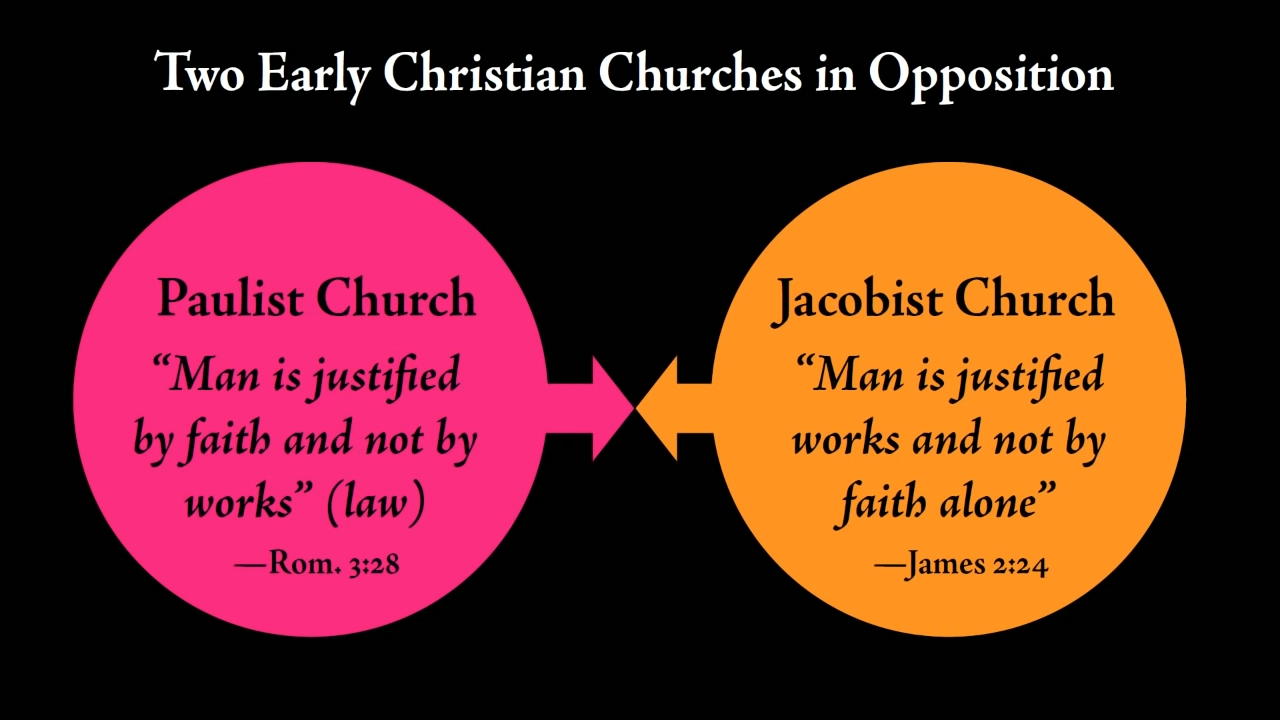 Two Early Christian Churches in Opposition
Paulist Church
“Man is justified
by faith and not by
works” (law)
—Rom. 3:28
Jacobist Church
“Man is justified
works and not by
faith alone”
—James 2:24